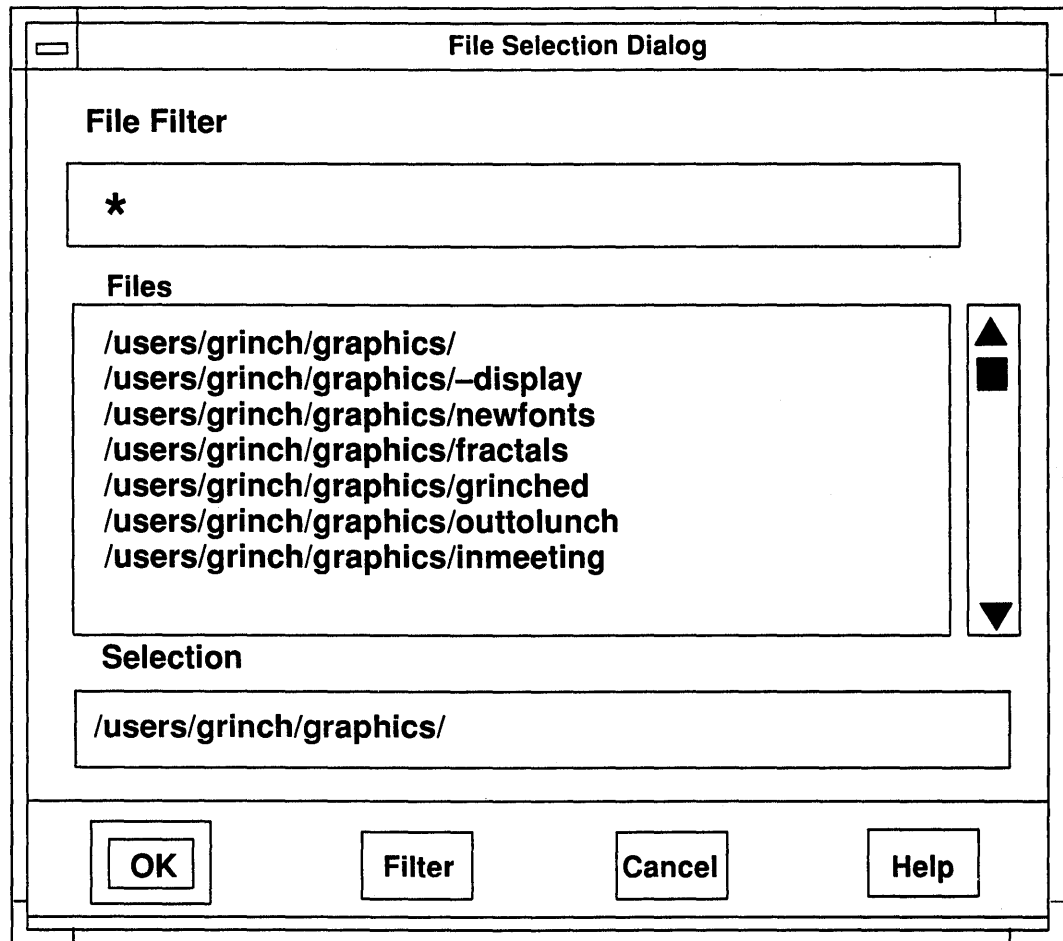 File Selection Dialog
File Filter
*
Files
/users/grinch/graphics/
/users/grinch/graphics/–display
/users/grinch/graphics/newfonts
/users/grinch/graphics/fractals
/users/grinch/graphics/grinched
/users/grinch/graphics/outtolunch
/users/grinch/graphics/inmeeting
Selection
/users/grinch/graphics/
OK Filter Cancel Help